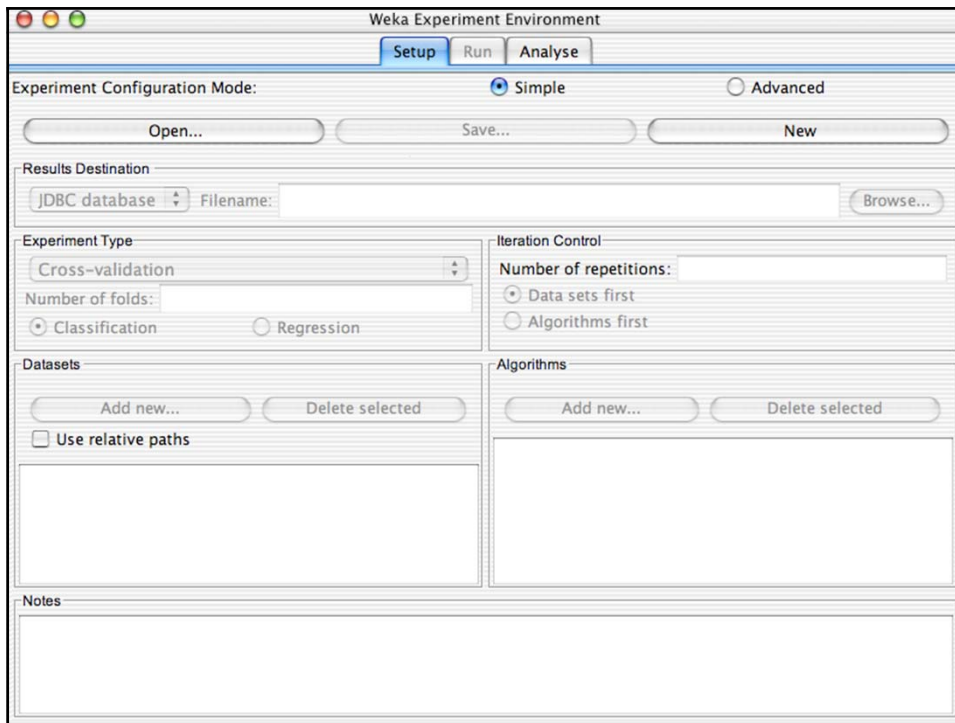 Weka Experiment Environment
Setup Run Analyse
Experiment Configuration Mode: Simple Advanced
Open... Save... New
Results Destination
JDBC database Filename: Browse...
Experiment Type Iteration Control
Cross-validation Number of repetitions:
Number of folds: Data sets first
Classification Regression Algorithms first
Datasets Algorithms
Add new... Delete selected Add new... Delete selected
Use relative paths
Notes